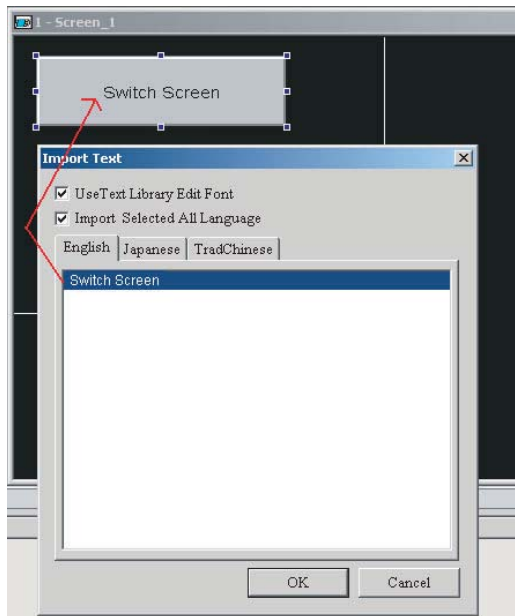 1 - Screen_1
Switch Screen
Import Text
UseText Library Edit Font
Import Selected All Language
English Japanese TradChinese
Switch Screen
OK Cancel